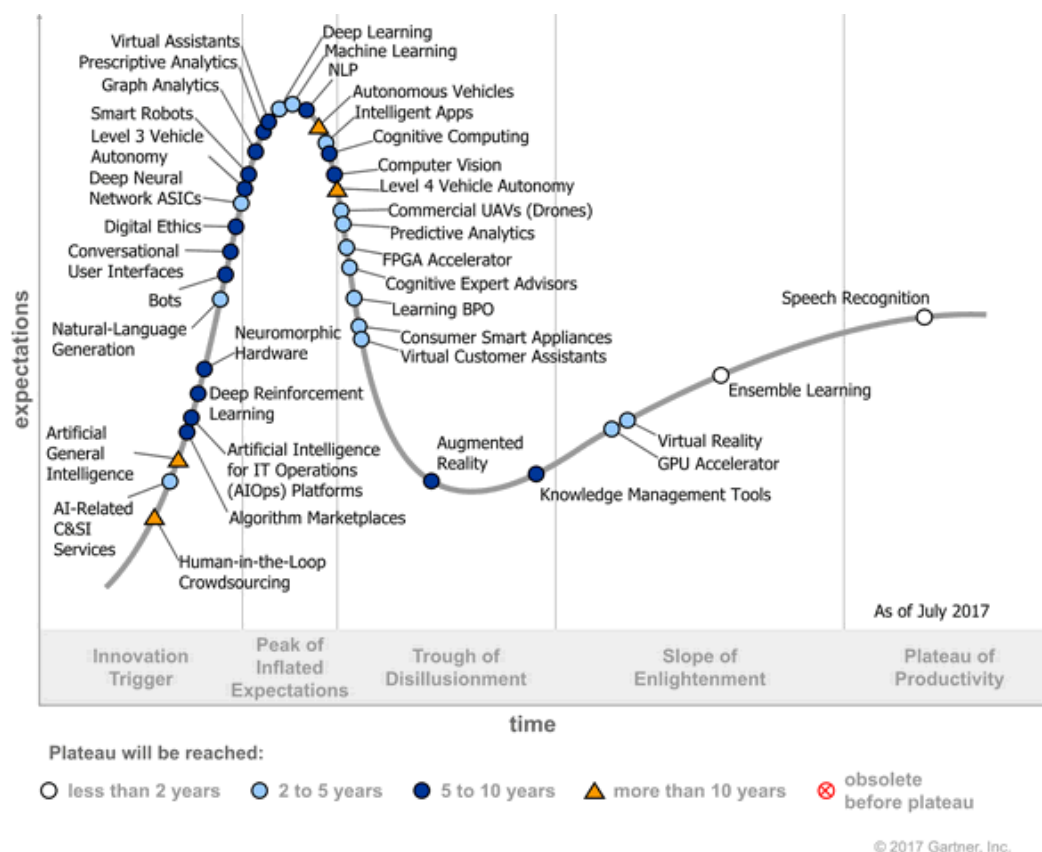 Virtual Assistants
Prescriptive Analytics
Graph Analytics
Smart Robots
Level 3 Vehicle
Autonomy
Deep Neural
Network ASICs
Digital Ethics
Conversational
User Interfaces
Bots
Natural-Language
Generation
Neuromorphic
Hardware
Deep Reinforcement
Learning
Artificial
General
Intelligence
Artificial Intelligence
for IT Operations
(AIOps) Platforms
AI-Related
C&SI
Services
Algorithm Marketplaces
Human-in-the-Loop
Crowdsourcing
Deep Learning
Machine Learning
NLP
Autonomous Vehicles
Intelligent Apps
Cognitive Computing
Computer Vision
Level 4 Vehicle Autonomy
Commercial UAVs (Drones)
Predictive Analytics
FPGA Accelerator
Cognitive Expert Advisors
Learning BPO
Consumer Smart Appliances
Virtual Customer Assistants
Augmented
Reality
Knowledge Management Tools
Virtual Reality
GPU Accelerator
Ensemble Learning
Speech Recognition
expectations
As of July 2017
Innovation
Trigger
Peak of
Inflated
Expectations
Trough of
Disillusionment
Slope of
Enlightenment
Plateau of
Productivity
time
Plateau will be reached:
less than 2 years
2 to 5 years
5 to 10 years
more than 10 years
obsolete
before plateau
© 2017 Gartner, Inc.